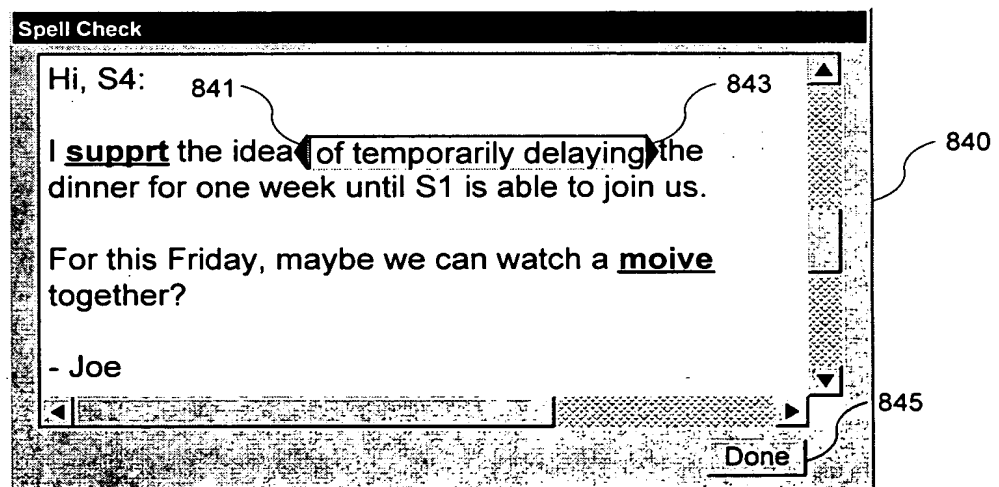 Spell Check
Hi, S4:
841
843
I supprt the idea of temporarily delaying the
840
dinner for one week until S1 is able to join us.
For this Friday, maybe we can watch a moive
together?
- Joe
845
Done